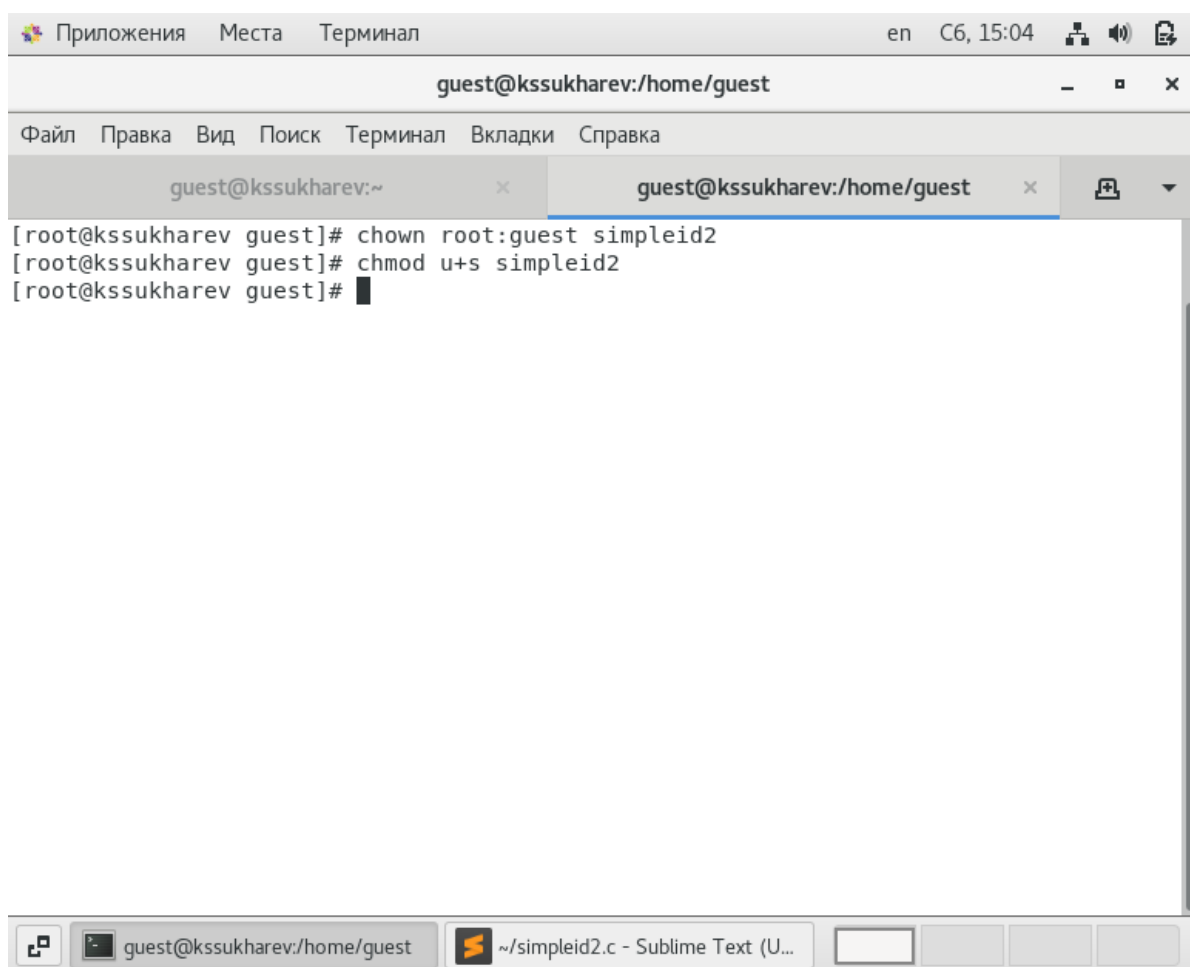 Приложения Места Терминал en Сб, 15:04
guest@kssukharev:/home/guest
Файл Правка Вид Поиск Терминал Вкладки Справка
guest@kssukharev:~ guest@kssukharev:/home/guest
[root@kssukharev guest]# chown root:guest simpleid2
[root@kssukharev guest]# chmod u+s simpleid2
[root@kssukharev guest]#
guest@kssukharev:/home/guest ~/simpleid2.c - Sublime Text (U...